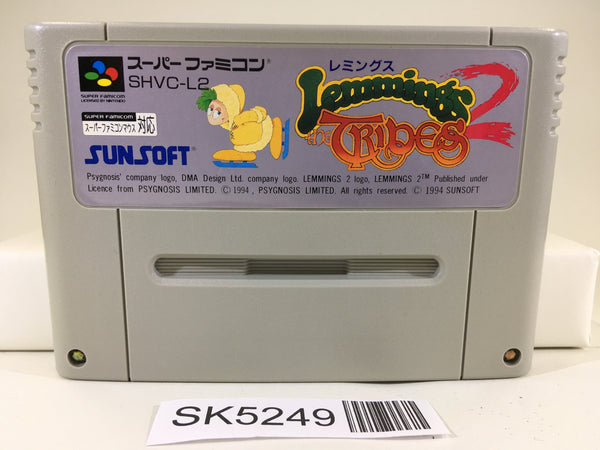 スーパーファミコン®
SHVC-L2
SUPER FAMICOM
LICENSED BY NINTENDO
SUPER FAMICOM
スーパーファミコンマウス対応
SUNSOFT®
レミングス
Lemmings 2
the TRIBES
Psygnosis' company logo, DMA Design Ltd. company logo. LEMMINGS 2 logo, LEMMINGS 2™ Published under
Licence from PSYGNOSIS LIMITED. © 1994, PSYGNOSIS LIMITED. All rights reserved. © 1994 SUNSOFT
SK5249